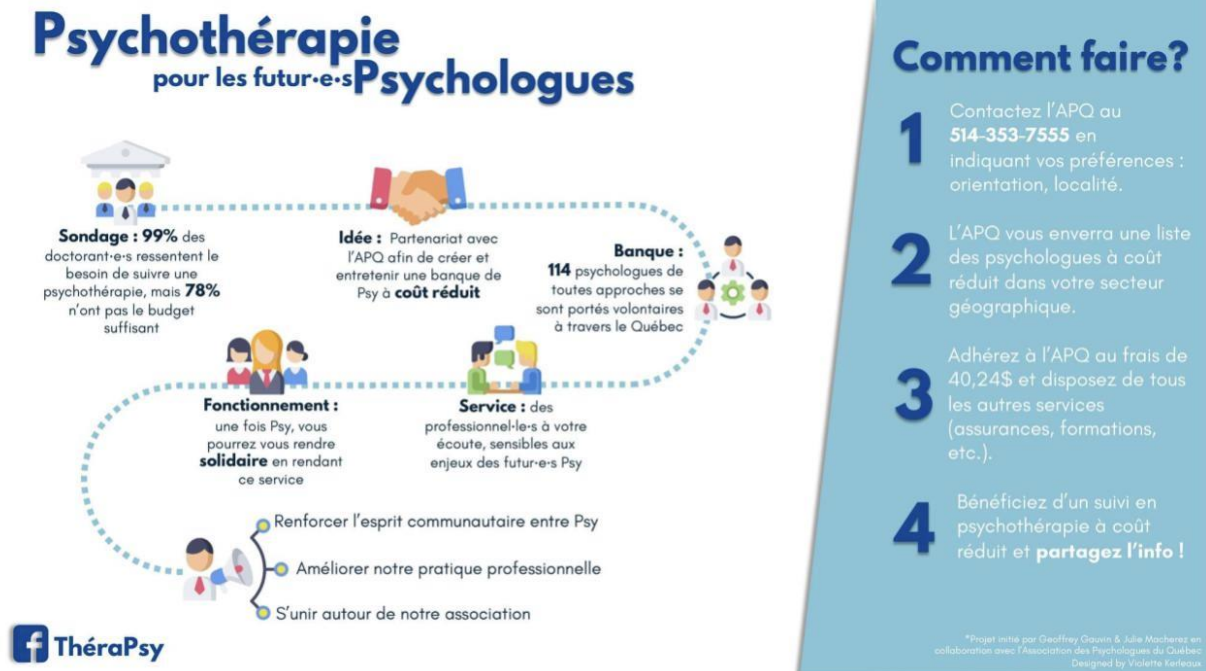 Psychothérapie
pour les futur·e·s Psychologues
Sondage : 99% des
doctorant·e·s ressentent le
besoin de suivre une
psychothérapie, mais 78%
n'ont pas le budget
suffisant
Idée : Partenariat avec
l'APQ afin de créer et
entretenir une banque de
Psy à coût réduit
Banque :
114 psychologues de
toutes approches se
sont portés volontaires
à travers le Québec
Service : des
professionnel·le·s à votre
écoute, sensibles aux
enjeux des futur·e·s Psy
Fonctionnement :
une fois Psy, vous
pourrez vous rendre
solidaire en rendant
ce service
Renforcer l'esprit communautaire entre Psy
Améliorer notre pratique professionnelle
S'unir autour de notre association
ThéraPsy
Comment faire?
1
Contactez l'APQ au
514-353-7555 en
indiquant vos préférences :
orientation, localité.
2
L'APQ vous enverra une liste
des psychologues à coût
réduit dans votre secteur
géographique.
3
Adhérez à l'APQ au frais de
40,24$ et disposez de tous
les autres services
(assurances, formations,
etc.).
4
Bénéficiez d'un suivi en
psychothérapie à coût
réduit et partagez l'info !
*Projet initié par Geoffrey Gauvin & Julie Macherez en
collaboration avec l'Association des Psychologues du Québec
Designed by Violette Kerleaux